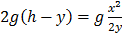 2g(h − y) = g x²/2y